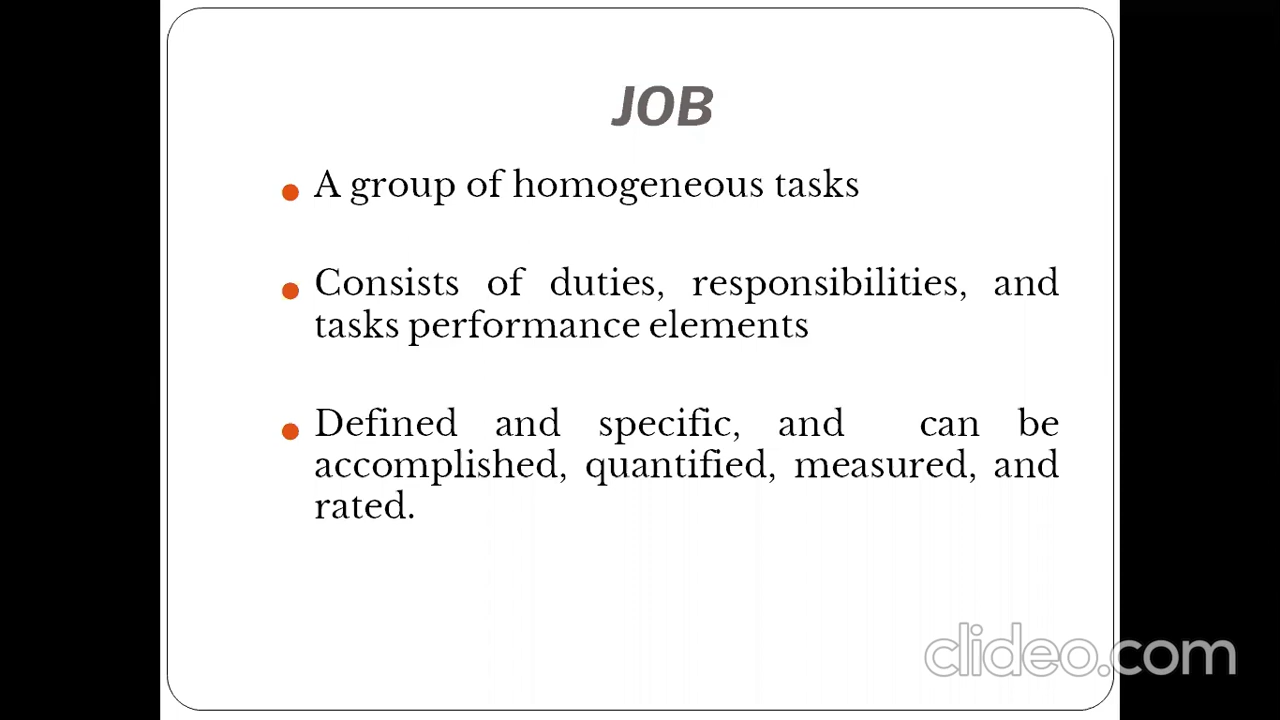 JOB
A group of homogeneous tasks
Consists of duties, responsibilities, and
tasks performance elements
Defined and specific, and can be
accomplished, quantified, measured, and
rated.
clideo.com